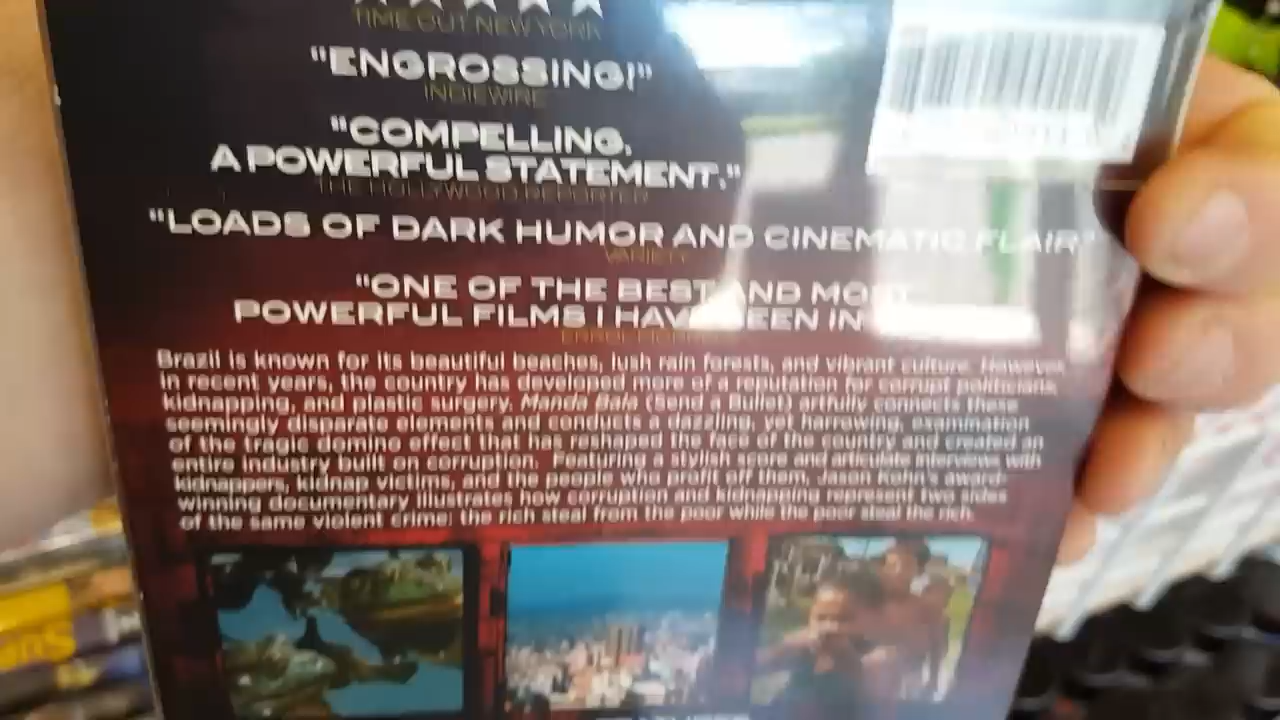 TIME OUT NEW YORK
"ENGROSSING!"
INDIEWIRE
"COMPELLING,
A POWERFUL STATEMENT."
THE HOLLYWOOD REPORTER
"LOADS OF DARK HUMOR AND CINEMATIC FLAIR"
VARIETY
"ONE OF THE BEST AND MOST
POWERFUL FILMS I HAVE SEEN IN
ERROL MORRIS
Brazil is known for its beautiful beaches, lush rain forests, and vibrant culture. However,
in recent years, the country has developed more of a reputation for corrupt politicians,
kidnapping, and plastic surgery. Manda Bala (Send a Bullet) artfully connects these
seemingly disparate elements and conducts a dazzling, yet harrowing, examination
of the tragic domino effect that has reshaped the face of the country and created an
entire industry built on corruption. Featuring a stylish score and articulate interviews with
kidnappers, kidnap victims, and the people who profit off them, Jason Kohn's award-
winning documentary illustrates how corruption and kidnapping represent two sides
of the same violent crime: the rich steal from the poor while the poor steal the rich.